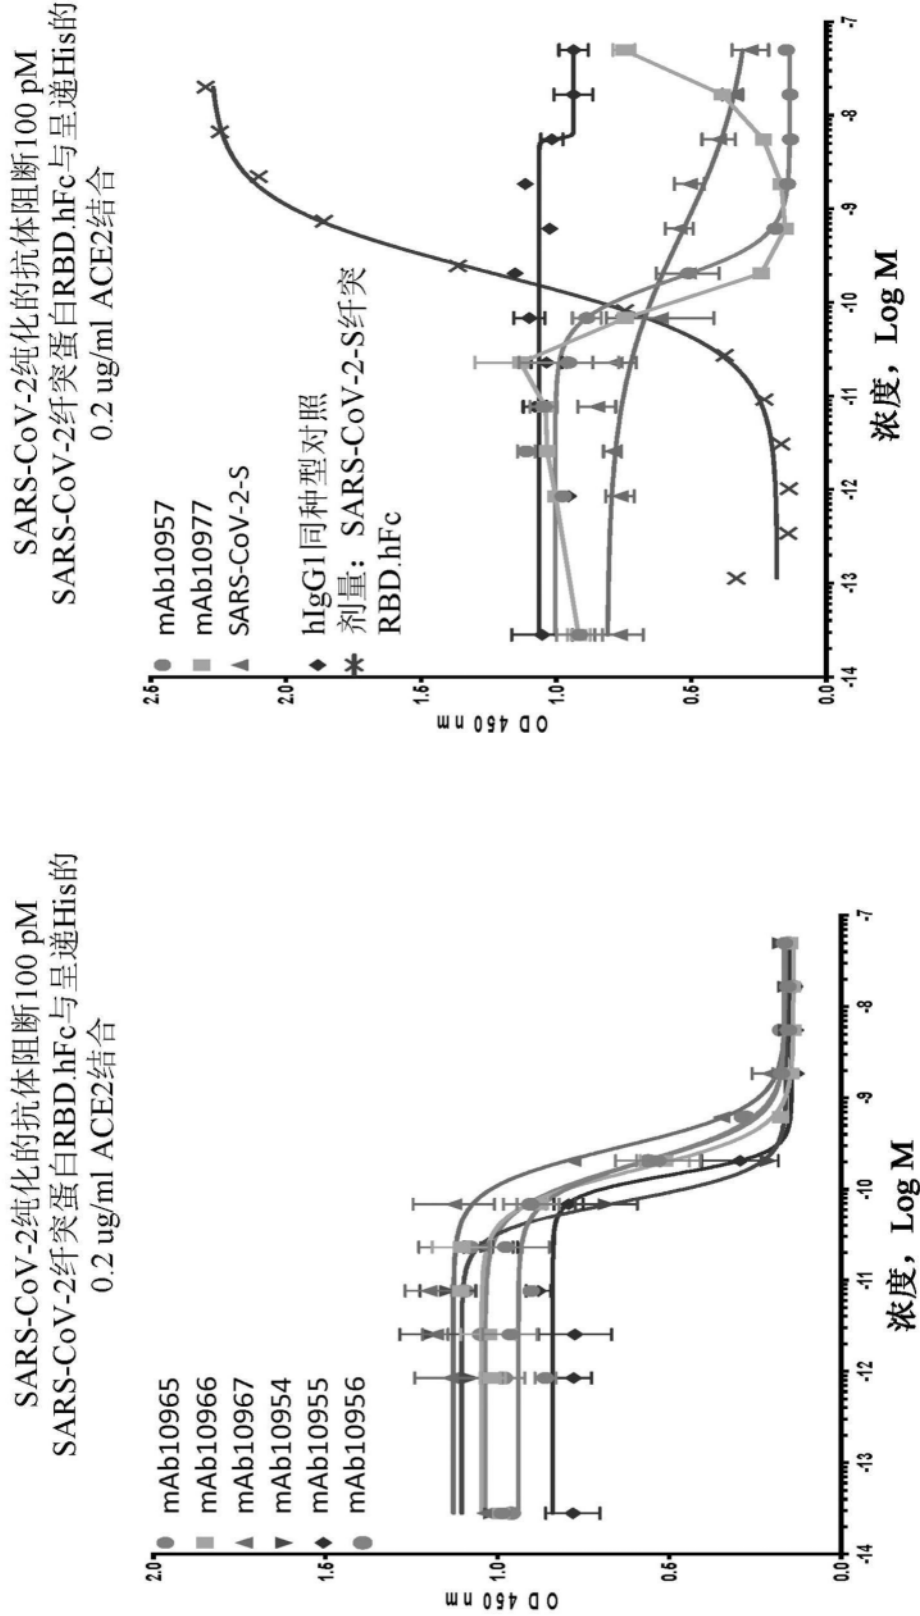 SARS-CoV-2纯化的抗体阻断100 pM
SARS-CoV-2纤突蛋白RBD.hFc与呈递His的
0.2 ug/ml ACE2结合
mAb10965
mAb10966
mAb10967
mAb10954
mAb10955
mAb10956
2.0
1.5
1.0
0.5
0.0
OD 450 nm
-14
-13
-12
-11
-10
-9
-8
-7
浓度，Log M
SARS-CoV-2纯化的抗体阻断100 pM
SARS-CoV-2纤突蛋白RBD.hFc与呈递His的
0.2 ug/ml ACE2结合
mAb10957
mAb10977
SARS-CoV-2-S
hIgG1同种型对照
剂量：SARS-CoV-2-S纤突
RBD.hFc
2.5
2.0
1.5
1.0
0.5
0.0
OD 450 nm
-14
-13
-12
-11
-10
-9
-8
-7
浓度，Log M